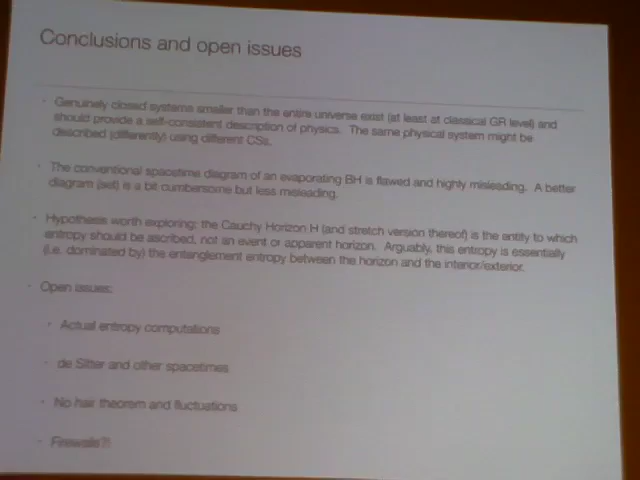 Conclusions and open issues
- Genuinely closed systems smaller than the entire universe exist (at least at classical GR level) and
should provide a self-consistent description of physics. The same physical system might be
described (differently) using different CSs.
- The conventional spacetime diagram of an evaporating BH is flawed and highly misleading. A better
diagram (set) is a bit cumbersome but less misleading.
- Hypothesis worth exploring: the Cauchy Horizon H (and stretch version thereof) is the entity to which
entropy should be ascribed, not an event or apparent horizon. Arguably, this entropy is essentially
(i.e. dominated by) the entanglement entropy between the horizon and the interior/exterior.
- Open issues:
- Actual entropy computations
- de Sitter and other spacetimes
- No hair theorem and fluctuations
- Firewalls?!